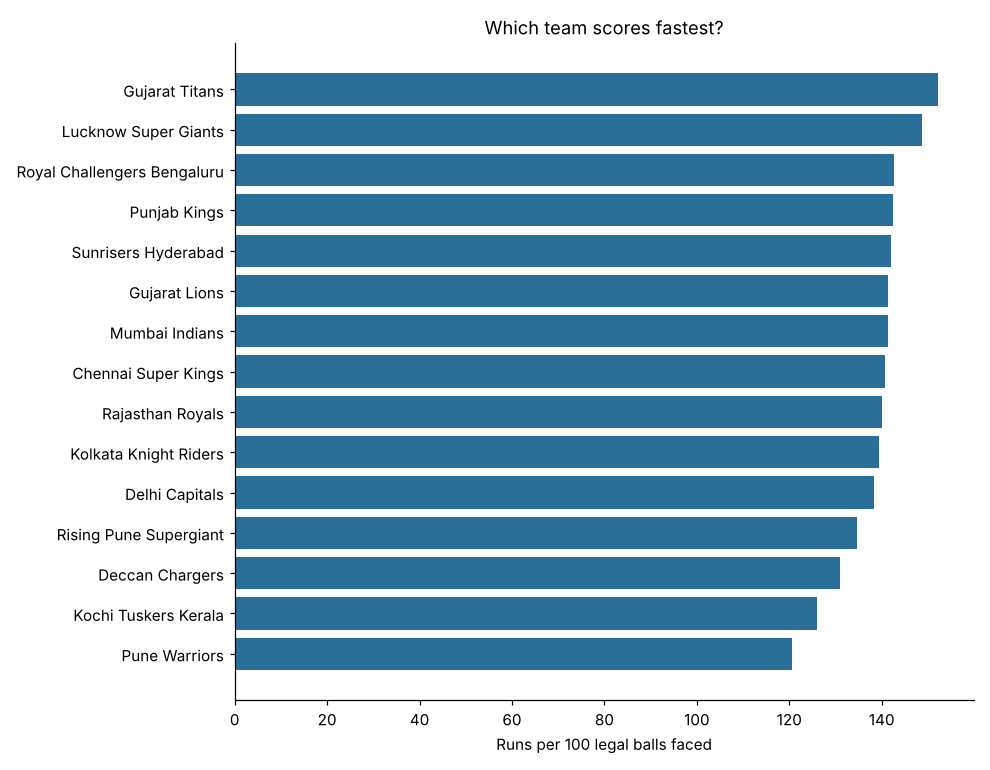 Which team scores fastest?
Gujarat Titans
Lucknow Super Giants
Royal Challengers Bengaluru
Punjab Kings
Sunrisers Hyderabad
Gujarat Lions
Mumbai Indians
Chennai Super Kings
Rajasthan Royals
Kolkata Knight Riders
Delhi Capitals
Rising Pune Supergiant
Deccan Chargers
Kochi Tuskers Kerala
Pune Warriors
0 20 40 60 80 100 120 140
Runs per 100 legal balls faced